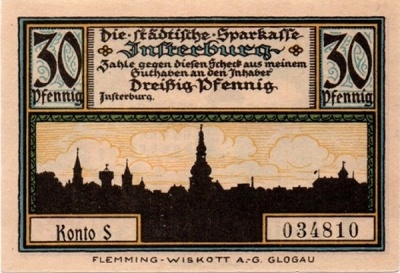 30
Pfennig
Die städtische Sparkasse
Insterburg
Zahle gegen diesen Scheck aus meinem
Guthaben an den Inhaber
Dreißig Pfennig
Insterburg.
30
Pfennig
Konto S
034810
FLEMMING-WISKOTT A.-G. GLOGAU